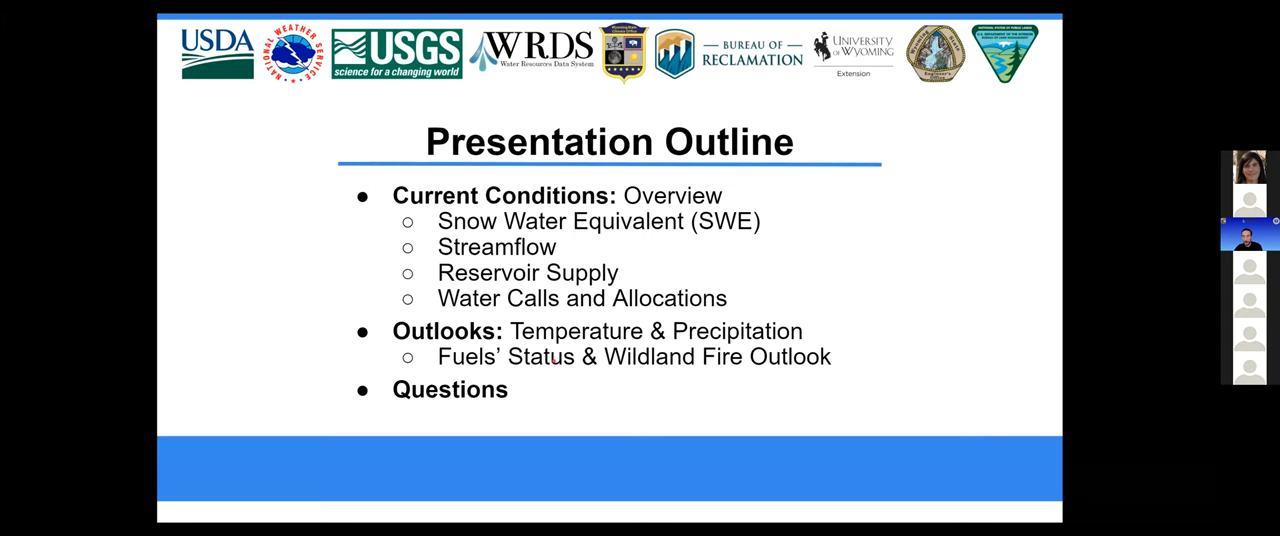 USDA
NATIONAL WEATHER SERVICE
USGS
science for a changing world
WRDS
Water Resources Data System
BUREAU OF
RECLAMATION
UNIVERSITY
OF WYOMING
Extension
Presentation Outline
● Current Conditions: Overview
○ Snow Water Equivalent (SWE)
○ Streamflow
○ Reservoir Supply
○ Water Calls and Allocations
● Outlooks: Temperature & Precipitation
○ Fuels’ Status & Wildland Fire Outlook
● Questions